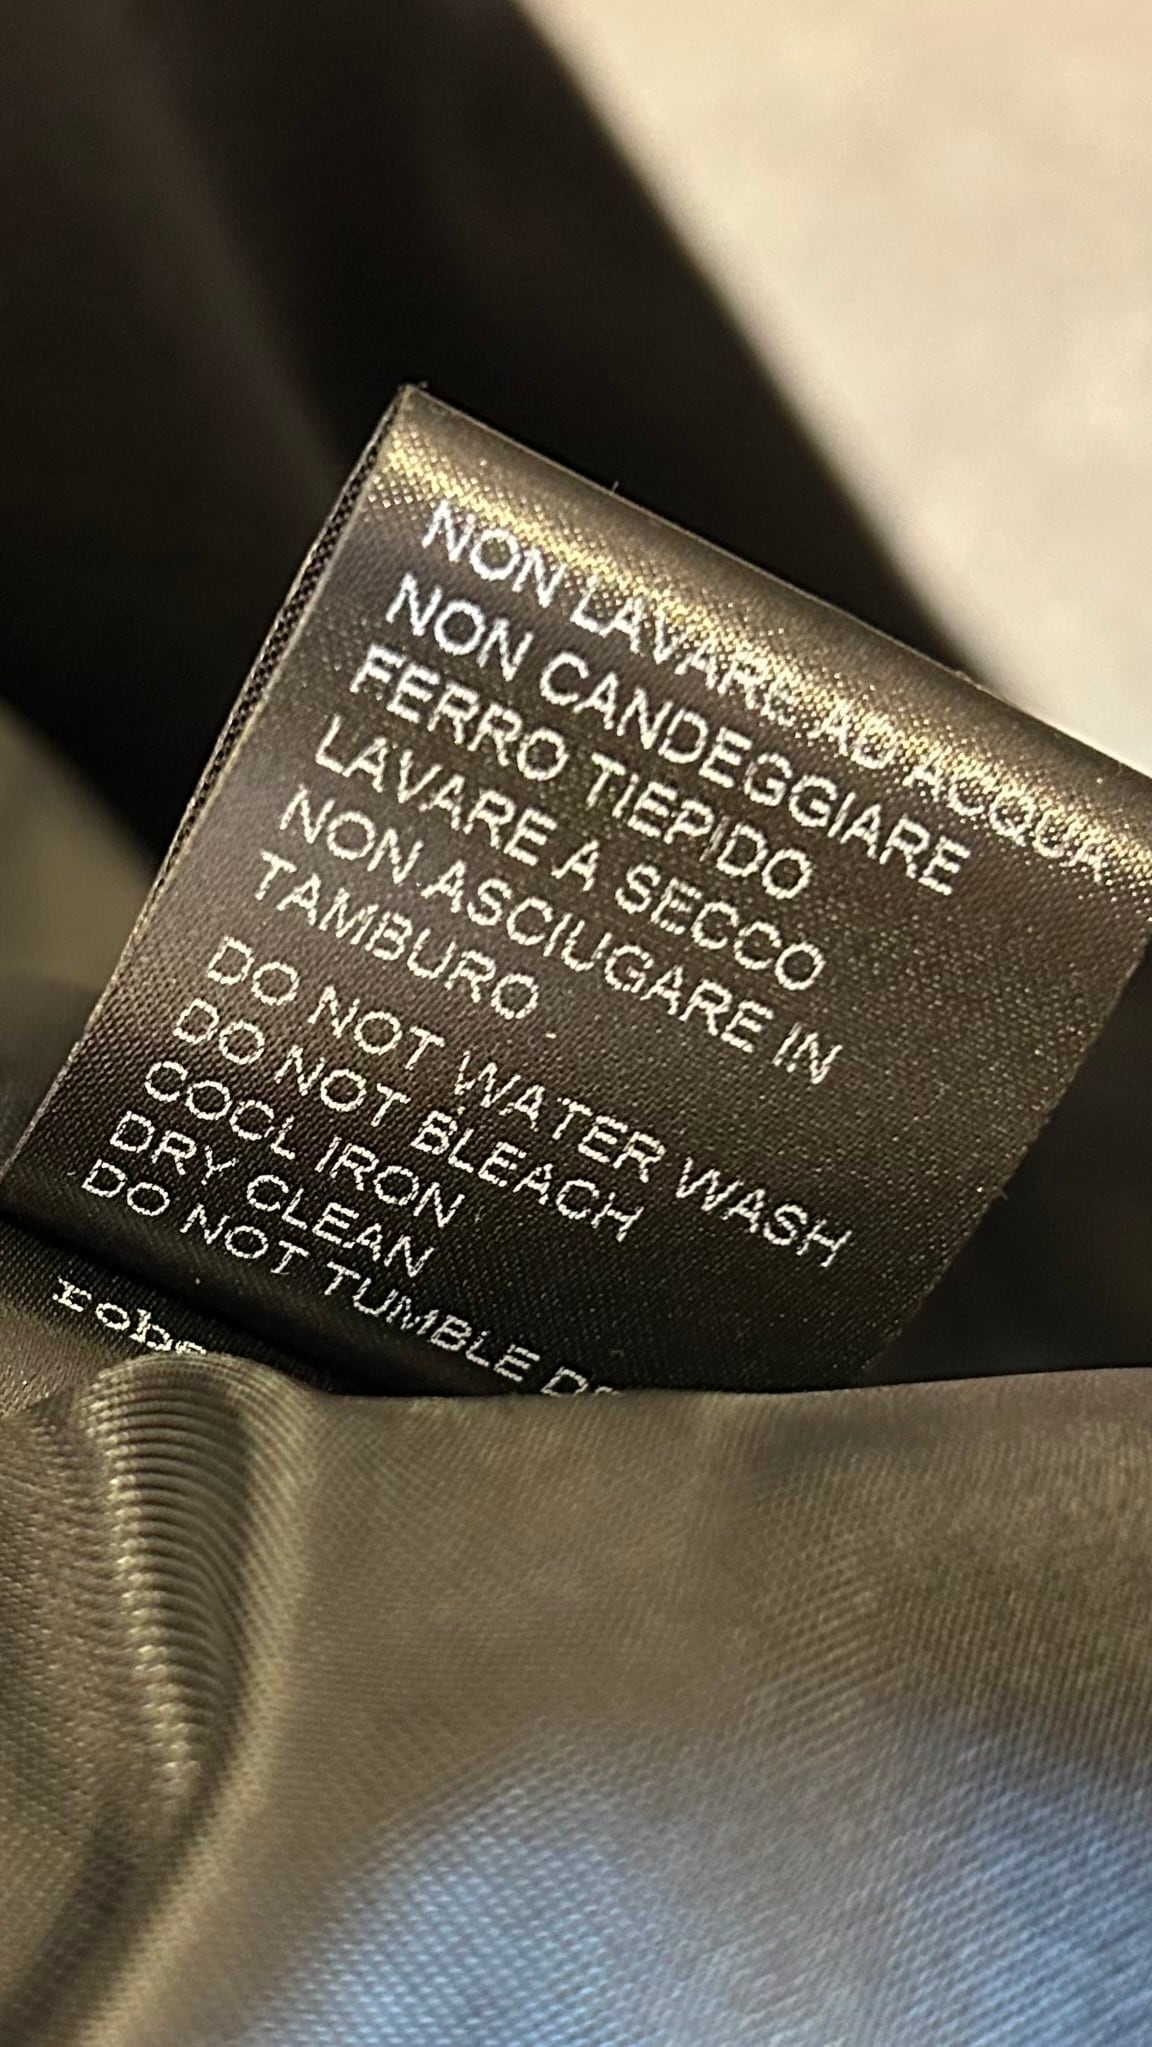 NON LAVARE AD ACQUA
NON CANDEGGIARE
FERRO TIEPIDO
LAVARE A SECCO
NON ASCIUGARE IN
TAMBURO
DO NOT WATER WASH
DO NOT BLEACH
COOL IRON
DRY CLEAN
DO NOT TUMBLE